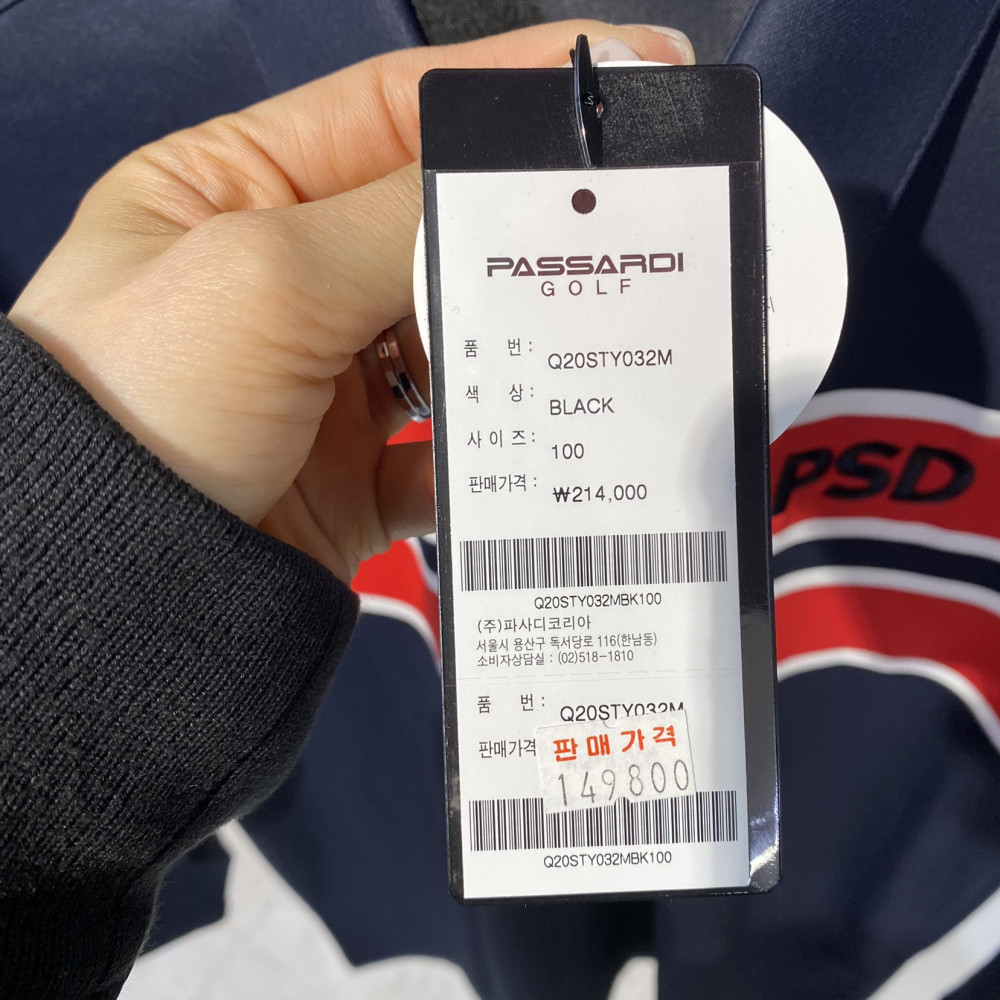 PASSARDI
GOLF
품 번 : Q20STY032M
색 상 : BLACK
사 이 즈 : 100
판매가격 : ₩214,000
Q20STY032MBK100
(주)파사디코리아
서울시 용산구 독서당로 116(한남동)
소비자상담실 : (02)518-1810
품 번 : Q20STY032M
판매가격
판매가격
149800
Q20STY032MBK100
PSD